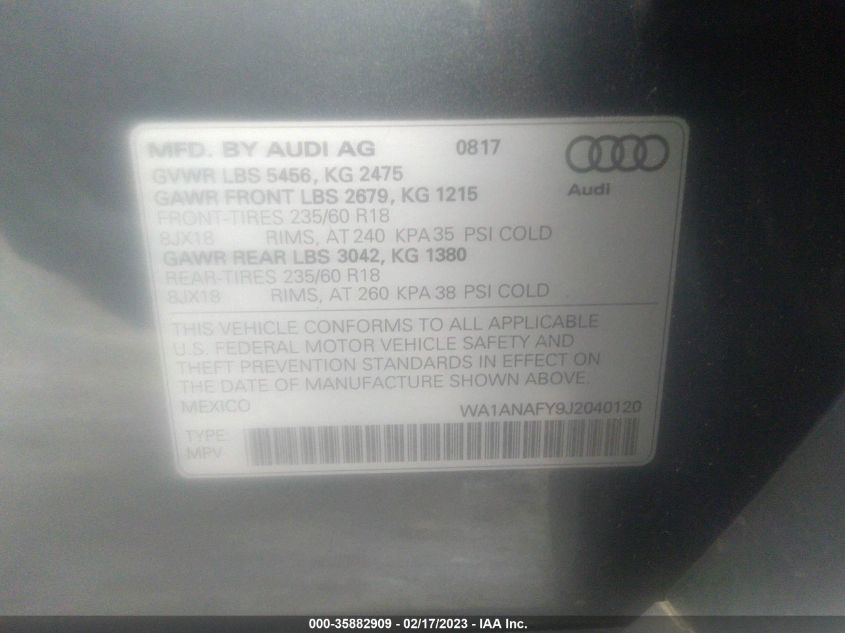 MFD. BY AUDI AG 0817
Audi
GVWR LBS 5456, KG 2475
GAWR FRONT LBS 2679, KG 1215
FRONT-TIRES 235/60 R18
8JX18 RIMS, AT 240 KPA 35 PSI COLD
GAWR REAR LBS 3042, KG 1380
REAR-TIRES 235/60 R18
8JX18 RIMS, AT 260 KPA 38 PSI COLD
THIS VEHICLE CONFORMS TO ALL APPLICABLE
U.S. FEDERAL MOTOR VEHICLE SAFETY AND
THEFT PREVENTION STANDARDS IN EFFECT ON
THE DATE OF MANUFACTURE SHOWN ABOVE.
MEXICO WA1ANAFY9J2040120
TYPE:
MPV
000-35882909 - 02/17/2023 - IAA Inc.